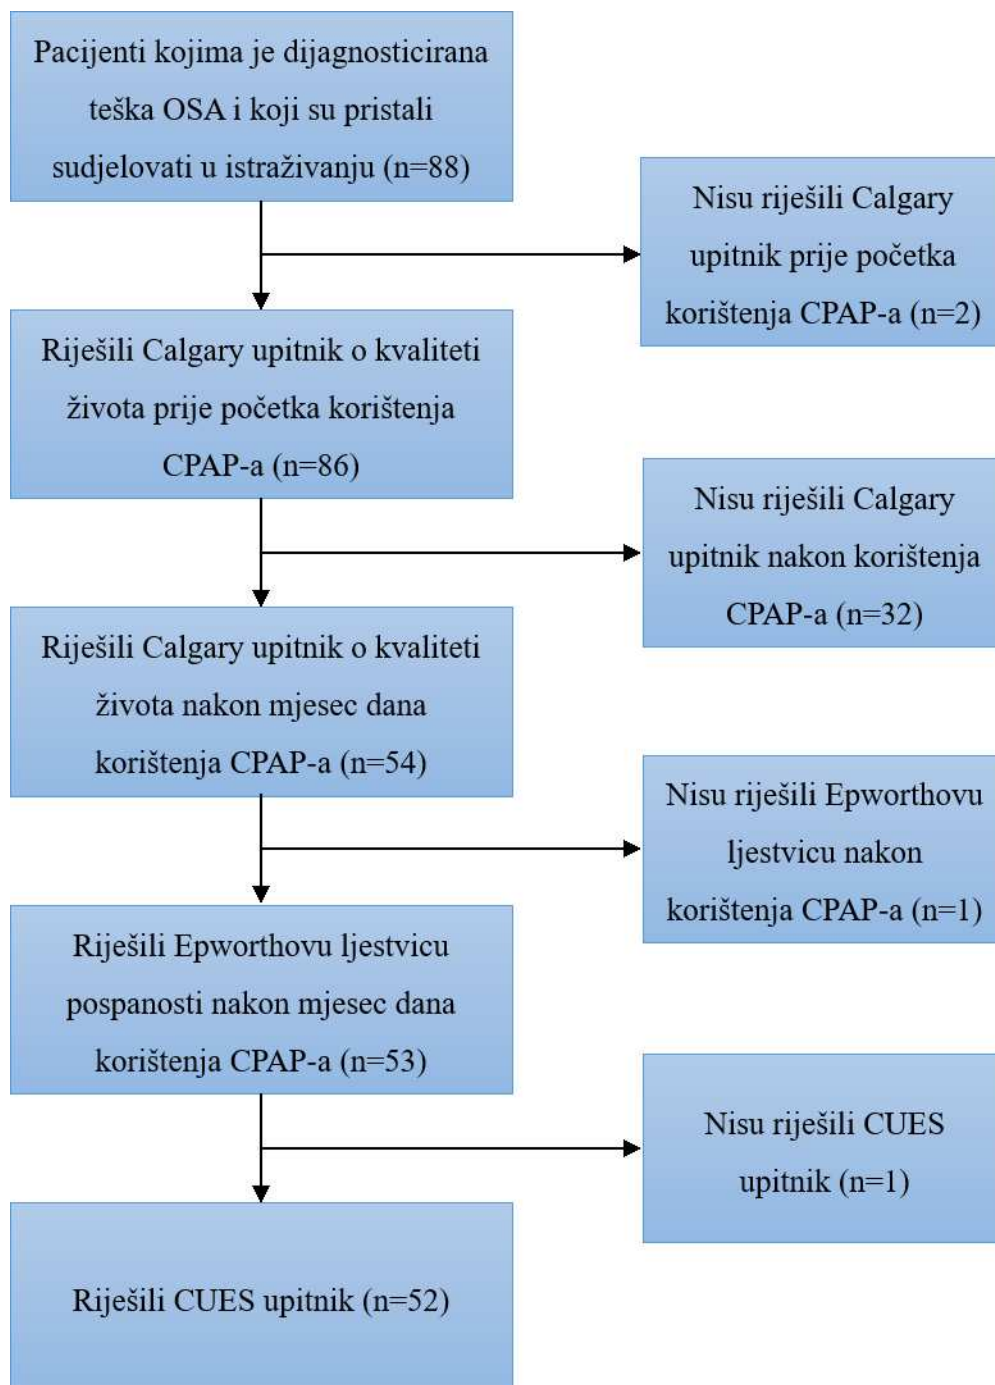 Pacijenti kojima je dijagnosticirana
teška OSA i koji su pristali
sudjelovati u istraživanju (n=88)
Nisu riješili Calgary
upitnik prije početka
korištenja CPAP-a (n=2)
Riješili Calgary upitnik o kvaliteti
života prije početka korištenja
CPAP-a (n=86)
Nisu riješili Calgary
upitnik nakon korištenja
CPAP-a (n=32)
Riješili Calgary upitnik o kvaliteti
života nakon mjesec dana
korištenja CPAP-a (n=54)
Nisu riješili Epworthovu
ljestvicu nakon
korištenja CPAP-a (n=1)
Riješili Epworthovu ljestvicu
pospanosti nakon mjesec dana
korištenja CPAP-a (n=53)
Nisu riješili CUES
upitnik (n=1)
Riješili CUES upitnik (n=52)